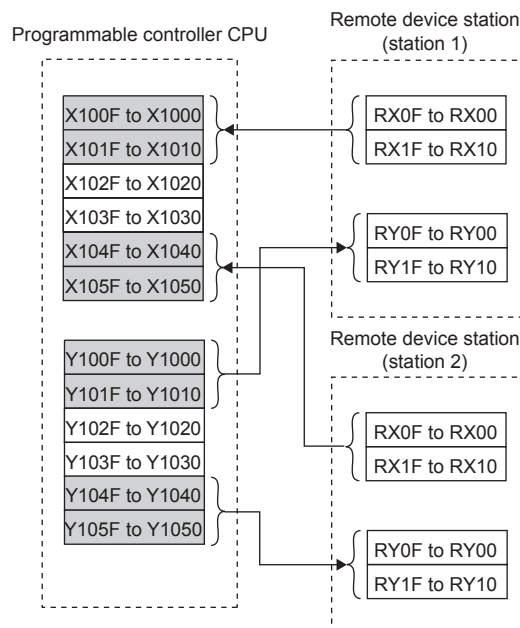 Programmable controller CPU
X100F to X1000
X101F to X1010
X102F to X1020
X103F to X1030
X104F to X1040
X105F to X1050
Y100F to Y1000
Y101F to Y1010
Y102F to Y1020
Y103F to Y1030
Y104F to Y1040
Y105F to Y1050
Remote device station
(station 1)
RX0F to RX00
RX1F to RX10
RY0F to RY00
RY1F to RY10
Remote device station
(station 2)
RX0F to RX00
RX1F to RX10
RY0F to RY00
RY1F to RY10